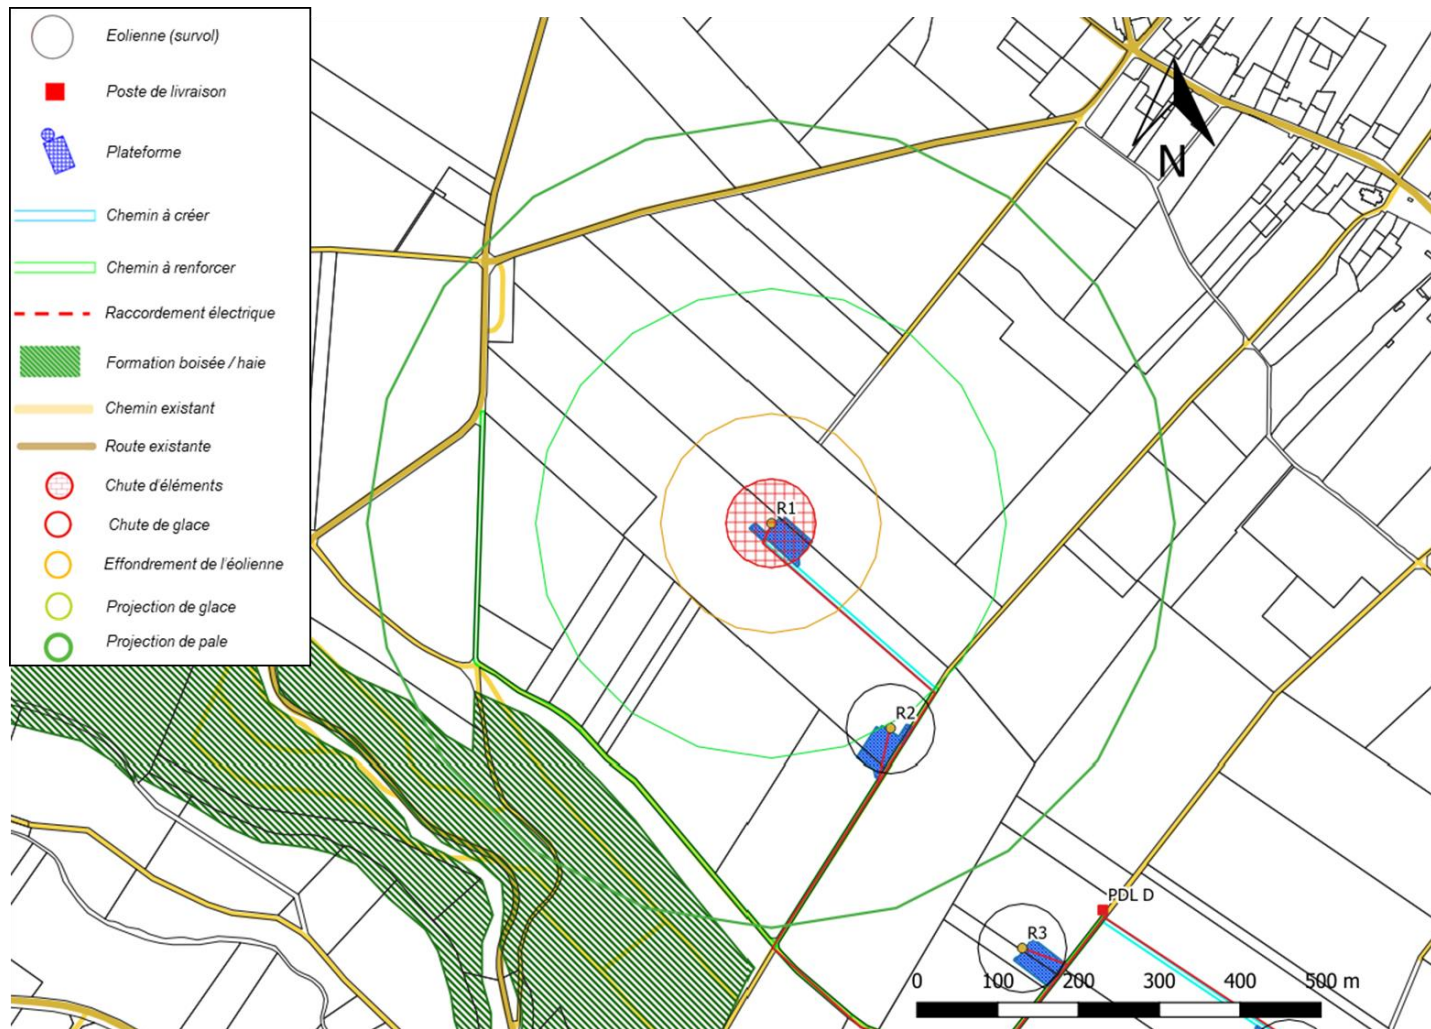 Eolienne (survol)
Poste de livraison
Plateforme
Chemin à créer
Chemin à renforcer
Raccordement électrique
Formation boisée / haie
Chemin existant
Route existante
Chute d'éléments
Chute de glace
Effondrement de l'éolienne
Projection de glace
Projection de pale
N
R1
R2
PDL D
R3
0 100 200 300 400 500 m